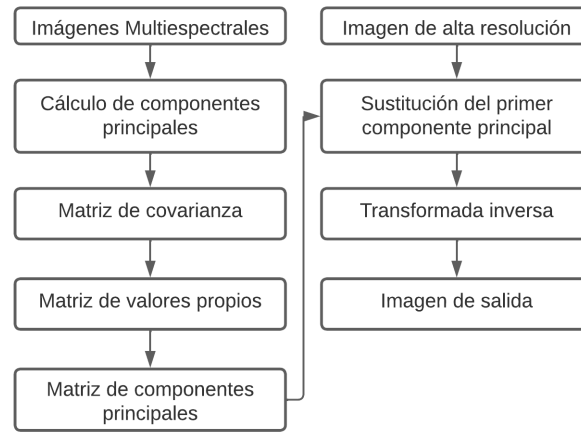 Imágenes Multiespectrales
Cálculo de componentes
principales
Matriz de covarianza
Matriz de valores propios
Matriz de componentes
principales
Imagen de alta resolución
Sustitución del primer
componente principal
Transformada inversa
Imagen de salida